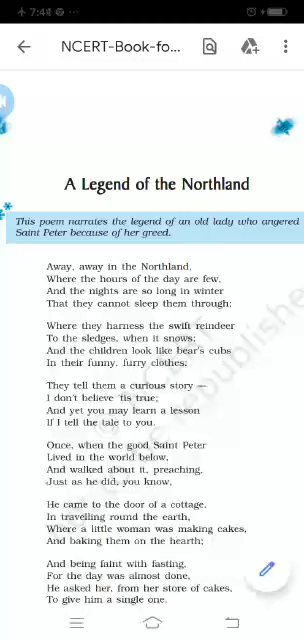 7:44
NCERT-Book-fo...
A Legend of the Northland
This poem narrates the legend of an old lady who angered
Saint Peter because of her greed.
Away, away in the Northland,
Where the hours of the day are few,
And the nights are so long in winter
That they cannot sleep them through;
Where they harness the swift reindeer
To the sledges, when it snows;
And the children look like bear's cubs
In their funny, furry clothes:
They tell them a curious story —
I don't believe 'tis true;
And yet you may learn a lesson
If I tell the tale to you.
Once, when the good Saint Peter
Lived in the world below,
And walked about it, preaching,
Just as he did, you know,
He came to the door of a cottage,
In travelling round the earth,
Where a little woman was making cakes,
And baking them on the hearth;
And being faint with fasting,
For the day was almost done,
He asked her, from her store of cakes,
To give him a single one.